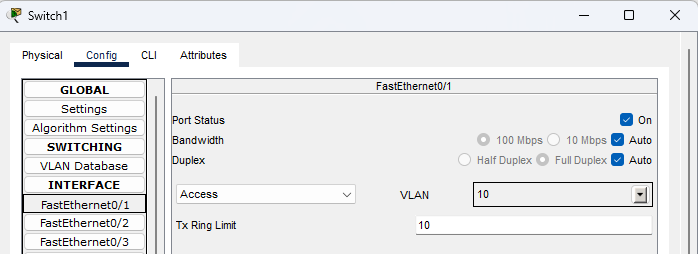 Switch1
Physical Config CLI Attributes
GLOBAL
Settings
Algorithm Settings
SWITCHING
VLAN Database
INTERFACE
FastEthernet0/1
FastEthernet0/2
FastEthernet0/3
FastEthernet0/1
Port Status On
Bandwidth 100 Mbps 10 Mbps Auto
Duplex Half Duplex Full Duplex Auto
Access VLAN 10
Tx Ring Limit 10